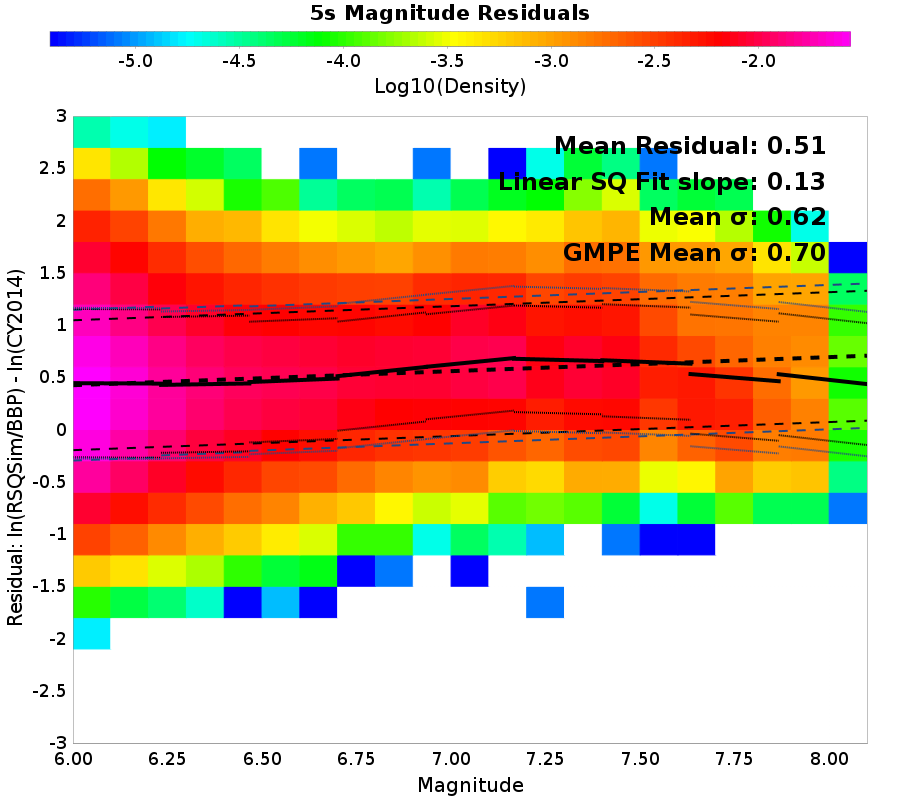 5s Magnitude Residuals
-5.0 -4.5 -4.0 -3.5 -3.0 -2.5 -2.0
Log10(Density)
Mean Residual: 0.51
Linear SQ Fit slope: 0.13
Mean σ: 0.62
GMPE Mean σ: 0.70
Residual: ln(RSQSim/BBP) - ln(CY2014)
3
2.5
2
1.5
1
0.5
0
-0.5
-1
-1.5
-2
-2.5
-3
6.00 6.25 6.50 6.75 7.00 7.25 7.50 7.75 8.00
Magnitude